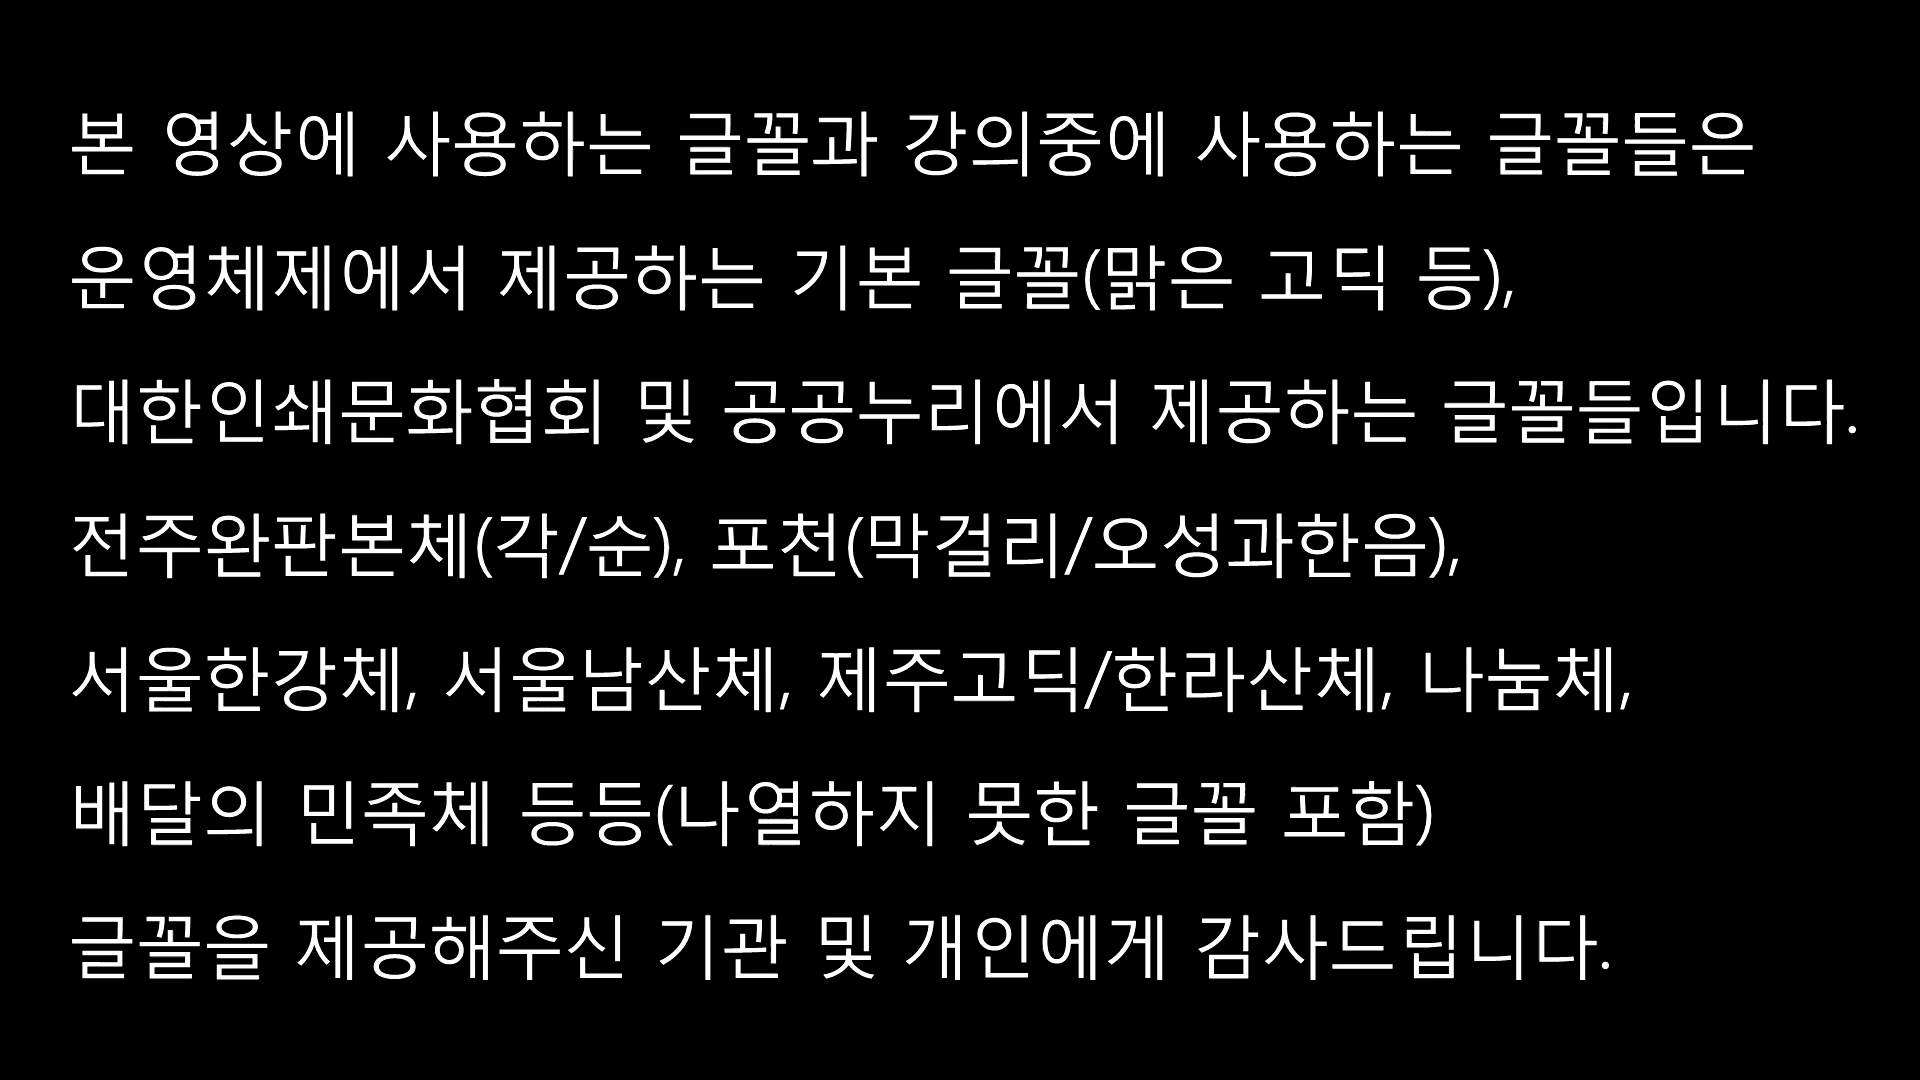 본 영상에 사용하는 글꼴과 강의중에 사용하는 글꼴들은
운영체제에서 제공하는 기본 글꼴(맑은 고딕 등),
대한인쇄문화협회 및 공공누리에서 제공하는 글꼴들입니다.
전주완판본체(각/순), 포천(막걸리/오성과한음),
서울한강체, 서울남산체, 제주고딕/한라산체, 나눔체,
배달의 민족체 등등(나열하지 못한 글꼴 포함)
글꼴을 제공해주신 기관 및 개인에게 감사드립니다.